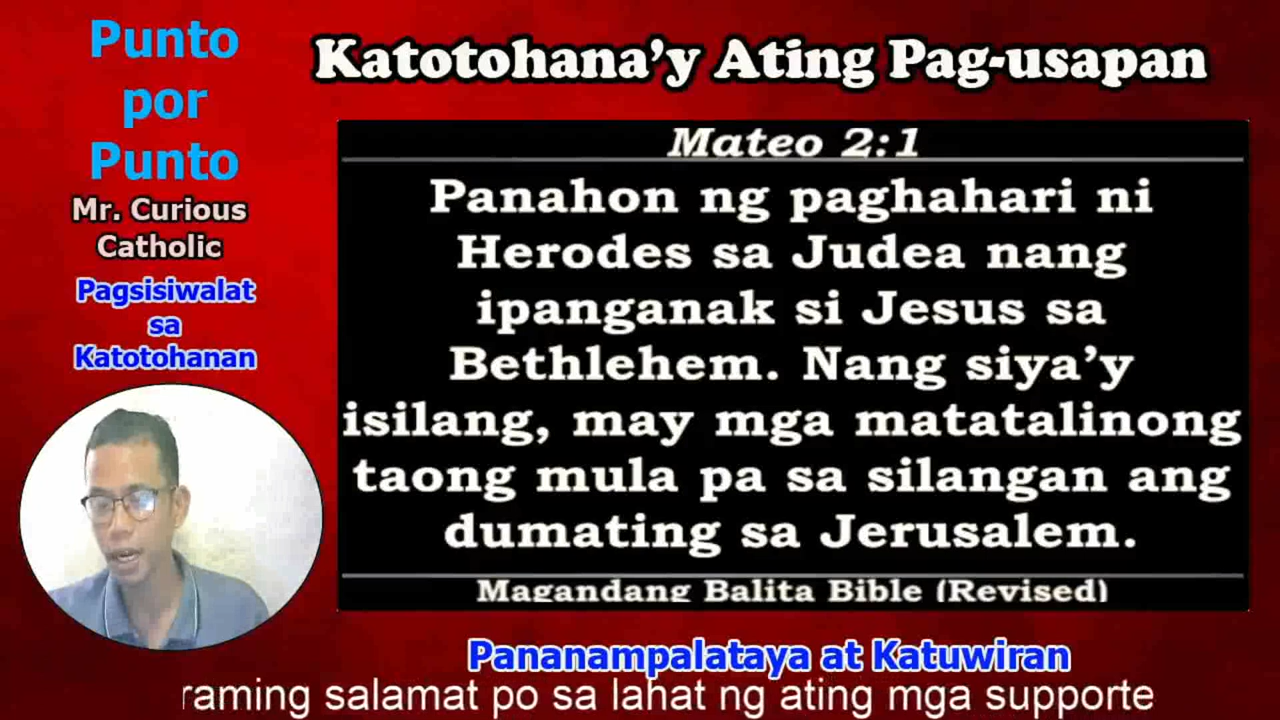 Punto
por
Punto
Mr. Curious
Catholic
Pagsisiwalat
sa
Katotohanan
Katotohana’y Ating Pag-usapan
Mateo 2:1
Panahon ng paghahari ni
Herodes sa Judea nang
ipanganak si Jesus sa
Bethlehem. Nang siya’y
isilang, may mga matatalinong
taong mula pa sa silangan ang
dumating sa Jerusalem.
Magandang Balita Bible (Revised)
Pananampalataya at Katuwiran
raming salamat po sa lahat ng ating mga supporte